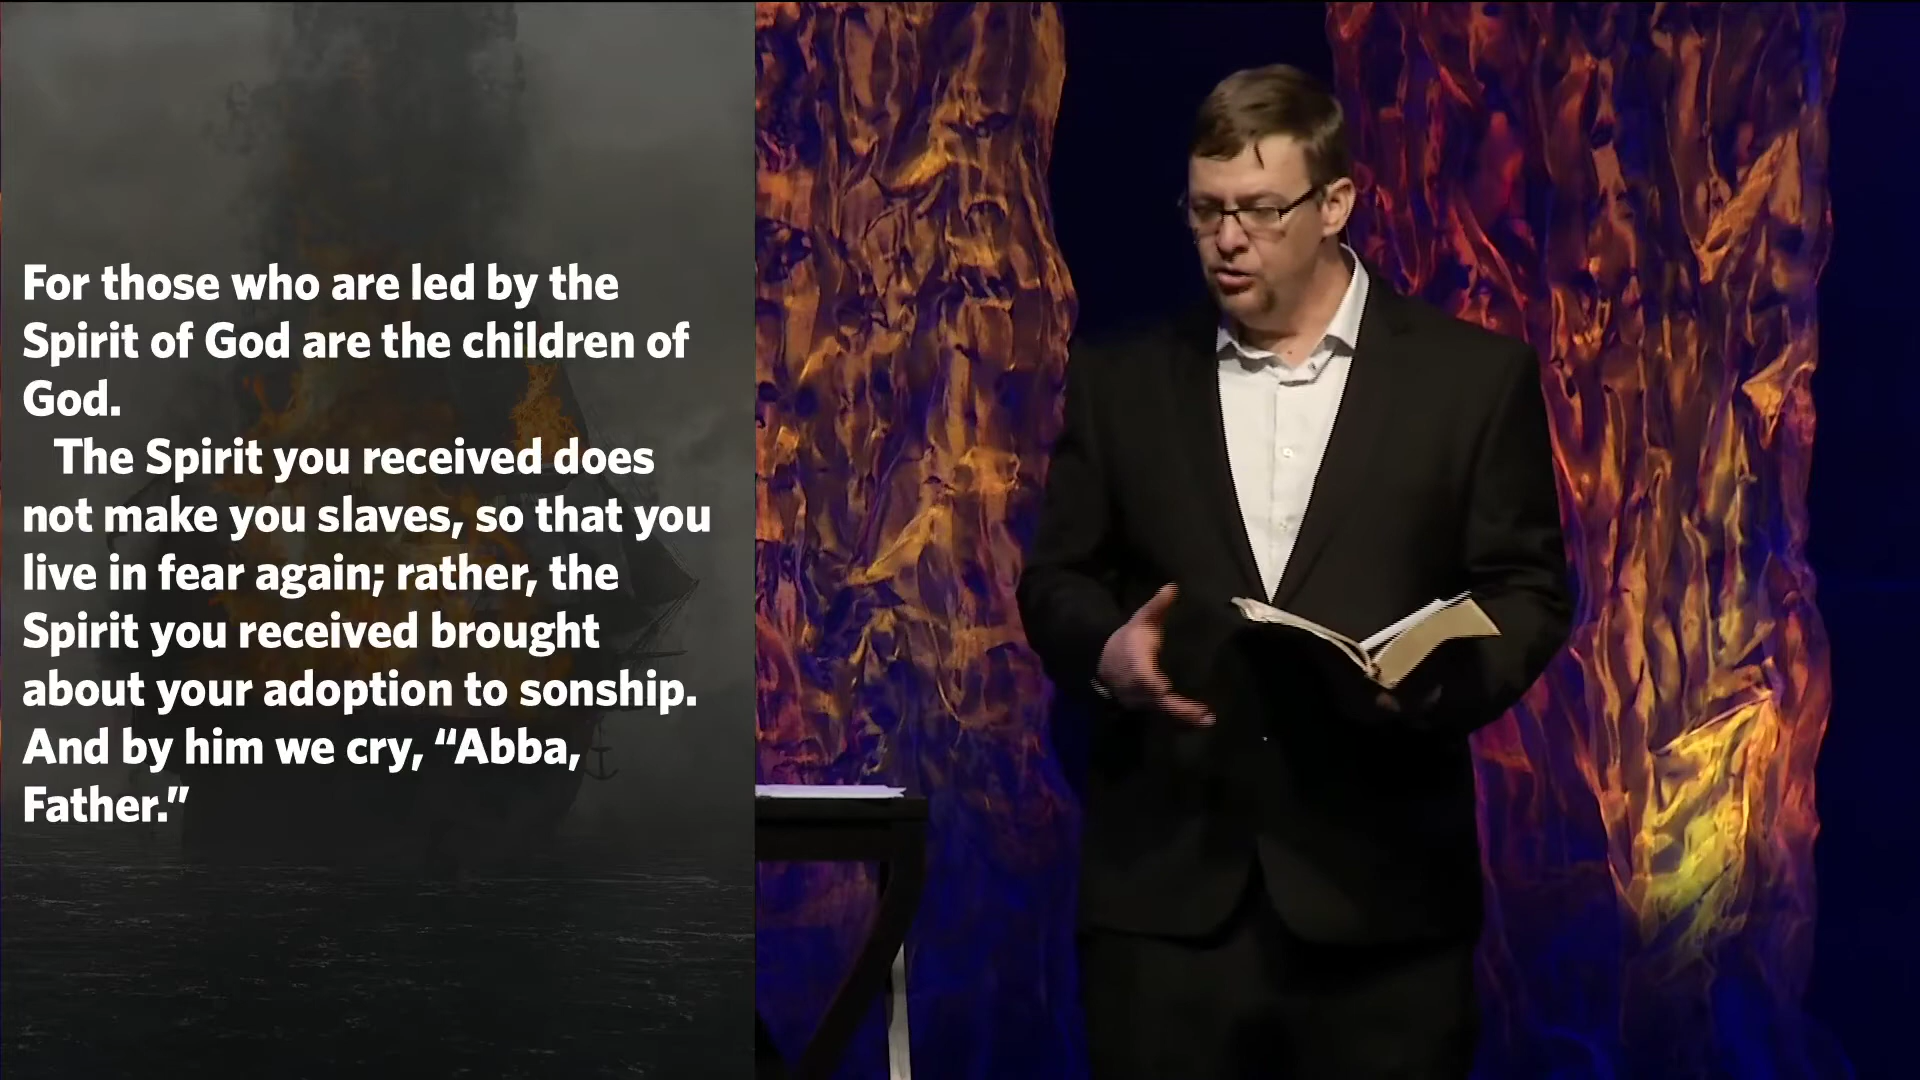 For those who are led by the
Spirit of God are the children of
God.
The Spirit you received does
not make you slaves, so that you
live in fear again; rather, the
Spirit you received brought
about your adoption to sonship.
And by him we cry, “Abba,
Father.”